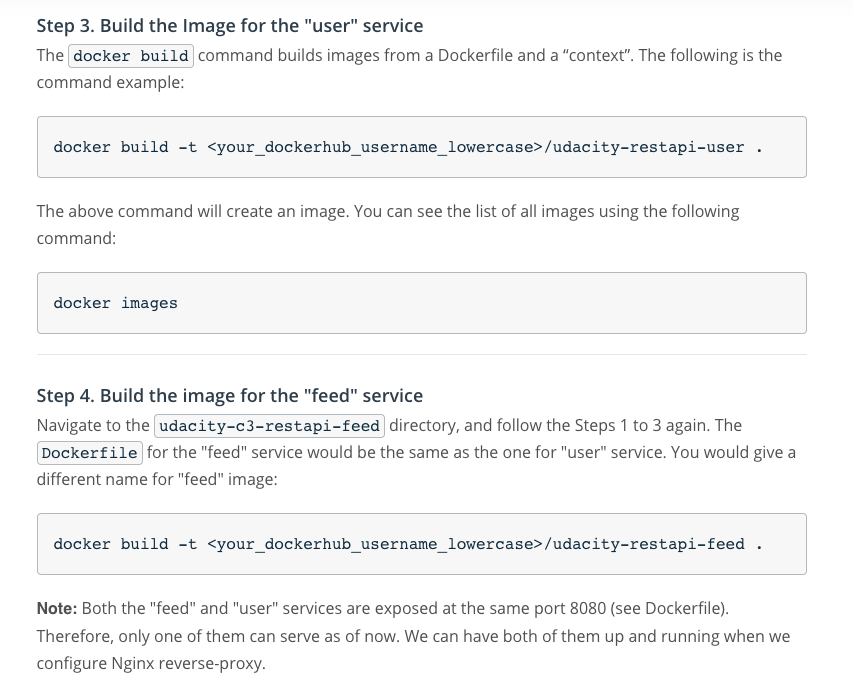 Step 3. Build the Image for the "user" service
The docker build command builds images from a Dockerfile and a “context”. The following is the
command example:
docker build -t <your_dockerhub_username_lowercase>/udacity-restapi-user .
The above command will create an image. You can see the list of all images using the following
command:
docker images
Step 4. Build the image for the "feed" service
Navigate to the udacity-c3-restapi-feed directory, and follow the Steps 1 to 3 again. The
Dockerfile for the "feed" service would be the same as the one for "user" service. You would give a
different name for "feed" image:
docker build -t <your_dockerhub_username_lowercase>/udacity-restapi-feed .
Note: Both the "feed" and "user" services are exposed at the same port 8080 (see Dockerfile).
Therefore, only one of them can serve as of now. We can have both of them up and running when we
configure Nginx reverse-proxy.